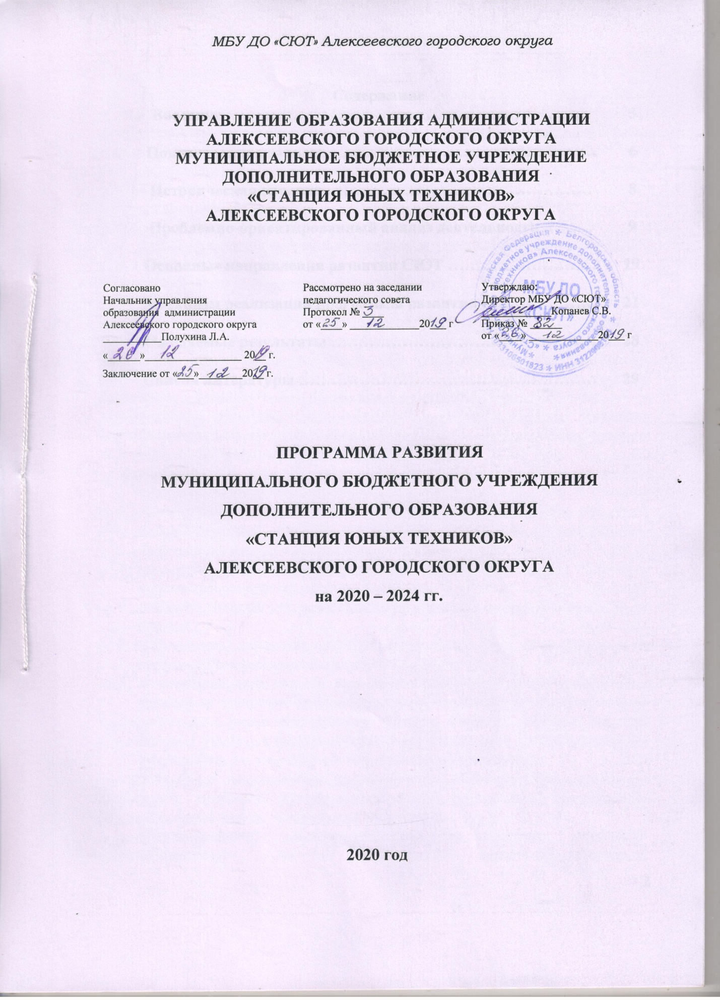 МБУ ДО «СЮТ» Алексеевского городского округа
УПРАВЛЕНИЕ ОБРАЗОВАНИЯ АДМИНИСТРАЦИИ
АЛЕКСЕЕВСКОГО ГОРОДСКОГО ОКРУГА
МУНИЦИПАЛЬНОЕ БЮДЖЕТНОЕ УЧРЕЖДЕНИЕ
ДОПОЛНИТЕЛЬНОГО ОБРАЗОВАНИЯ
«СТАНЦИЯ ЮНЫХ ТЕХНИКОВ»
АЛЕКСЕЕВСКОГО ГОРОДСКОГО ОКРУГА
Согласовано
Начальник управления
образования администрации
Алексеевского городского округа
___________Полухина Л.А.
«26» 12 2019 г.
Заключение от «25» 12 2019 г.
Рассмотрено на заседании
педагогического совета
Протокол № 3
от «25» 12 2019 г
Утверждаю:
Директор МБУ ДО «СЮТ»
____________Копанев С.В.
Приказ № 82
от «26» 12 2019 г
МБУ ДО
«СЮТ»
ПРОГРАММА РАЗВИТИЯ
МУНИЦИПАЛЬНОГО БЮДЖЕТНОГО УЧРЕЖДЕНИЯ
ДОПОЛНИТЕЛЬНОГО ОБРАЗОВАНИЯ
«СТАНЦИЯ ЮНЫХ ТЕХНИКОВ»
АЛЕКСЕЕВСКОГО ГОРОДСКОГО ОКРУГА
на 2020 – 2024 гг.
2020 год